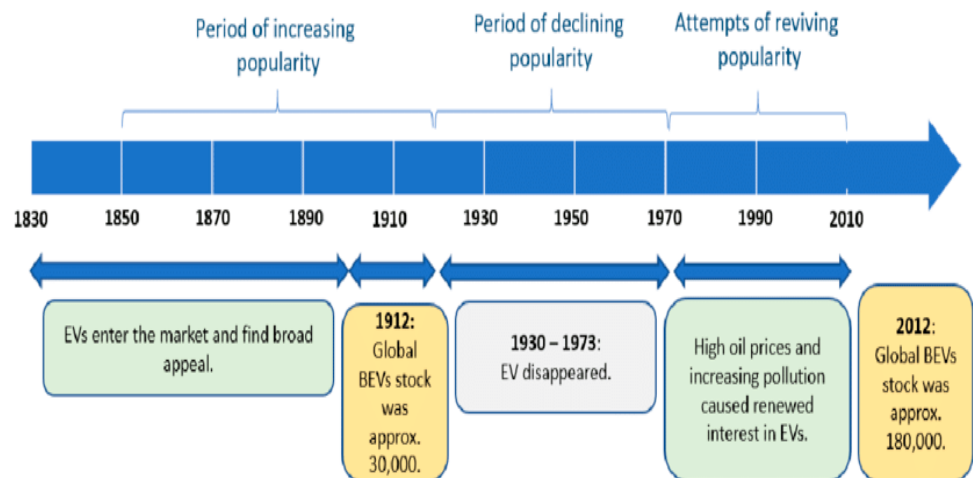 Period of increasing
popularity
Period of declining
popularity
Attempts of reviving
popularity
1830 1850 1870 1890 1910 1930 1950 1970 1990 2010
EVs enter the market and find broad
appeal.
1912:
Global
BEVs stock
was
approx.
30,000.
1930 – 1973:
EV disappeared.
High oil prices and
increasing pollution
caused renewed
interest in EVs.
2012:
Global BEVs
stock was
approx.
180,000.